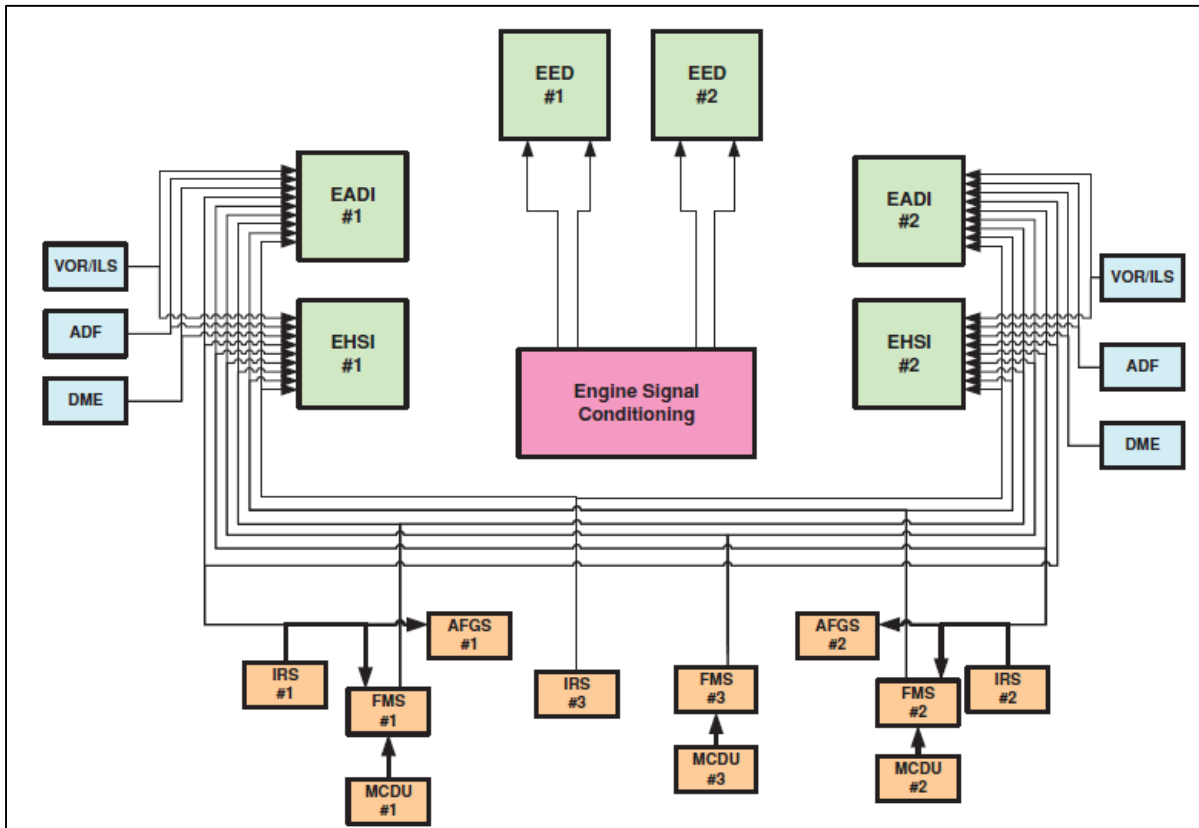 EED
#1
EED
#2
EADI
#1
EADI
#2
VOR/ILS
VOR/ILS
ADF
EHSI
#1
EHSI
#2
ADF
DME
Engine Signal
Conditioning
DME
AFGS
#1
AFGS
#2
IRS
#1
FMS
#1
IRS
#3
FMS
#3
FMS
#2
IRS
#2
MCDU
#1
MCDU
#3
MCDU
#2